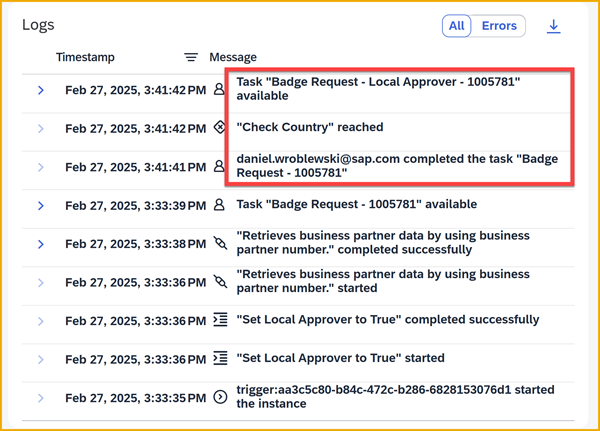 Logs
All Errors
Timestamp Message
Feb 27, 2025, 3:41:42 PM Task "Badge Request - Local Approver - 1005781"
available
Feb 27, 2025, 3:41:42 PM "Check Country" reached
Feb 27, 2025, 3:41:41 PM daniel.wroblewski@sap.com completed the task "Badge
Request - 1005781"
Feb 27, 2025, 3:33:39 PM Task "Badge Request - 1005781" available
Feb 27, 2025, 3:33:38 PM "Retrieves business partner data by using business
partner number." completed successfully
Feb 27, 2025, 3:33:36 PM "Retrieves business partner data by using business
partner number." started
Feb 27, 2025, 3:33:36 PM "Set Local Approver to True" completed successfully
Feb 27, 2025, 3:33:36 PM "Set Local Approver to True" started
Feb 27, 2025, 3:33:35 PM trigger:aa3c5c80-b84c-472c-b286-6828153076d1 started
the instance